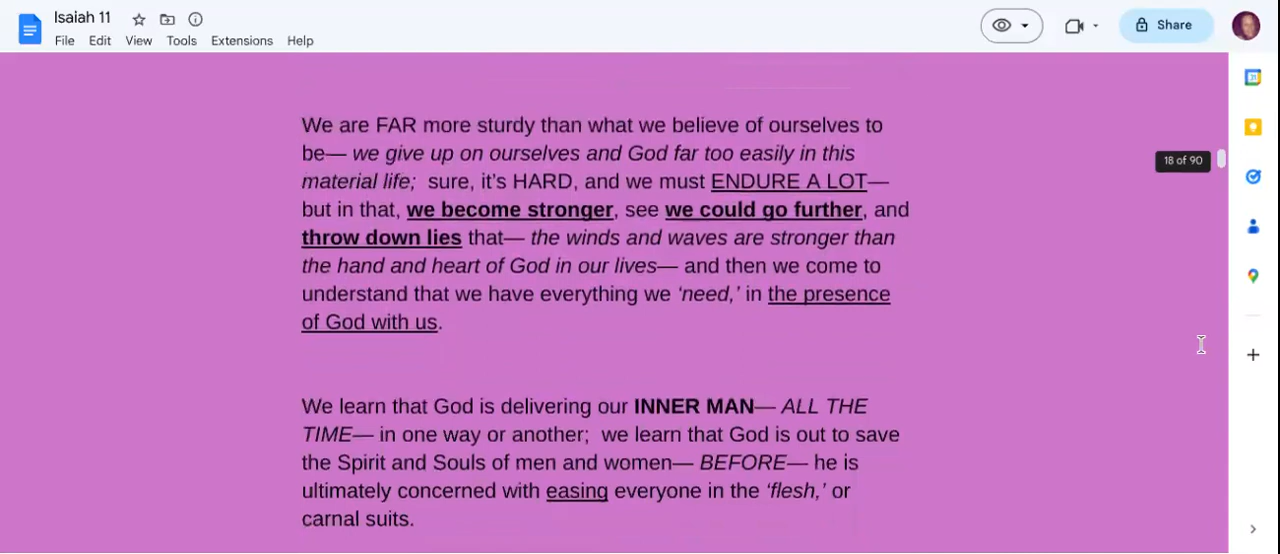 Isaiah 11
File Edit View Tools Extensions Help
Share
18 of 90
We are FAR more sturdy than what we believe of ourselves to
be— we give up on ourselves and God far too easily in this
material life;  sure, it’s HARD, and we must ENDURE A LOT—
but in that, we become stronger, see we could go further, and
throw down lies that— the winds and waves are stronger than
the hand and heart of God in our lives— and then we come to
understand that we have everything we ‘need,’ in the presence
of God with us.
We learn that God is delivering our INNER MAN— ALL THE
TIME— in one way or another;  we learn that God is out to save
the Spirit and Souls of men and women— BEFORE— he is
ultimately concerned with easing everyone in the ‘flesh,’ or
carnal suits.